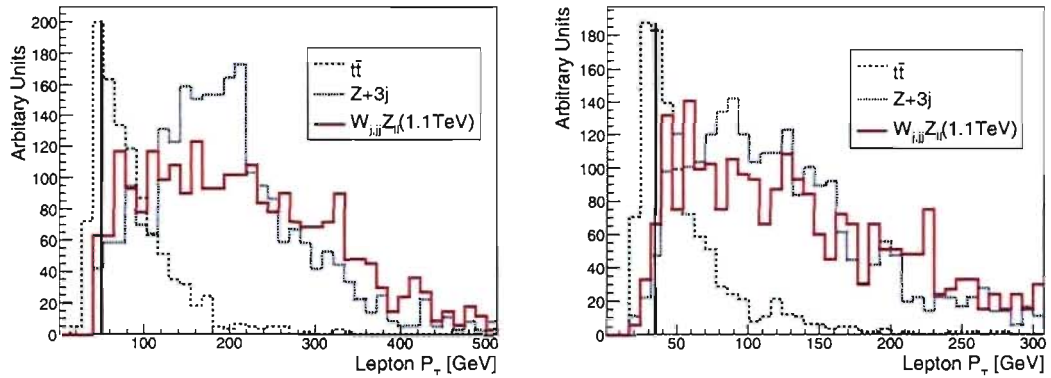 Arbitary Units
200
180
160
140
120
100
80
60
40
20
0
tt̄
Z+3j
W_{j,jj}Z_{ll}(1.1TeV)
100 200 300 400 500
Lepton P_T [GeV]
Arbitrary Units
180
160
140
120
100
80
60
40
20
0
tt̄
Z+3j
W_{j,jj}Z_{ll}(1.1TeV)
50 100 150 200 250 300
Lepton P_T [GeV]